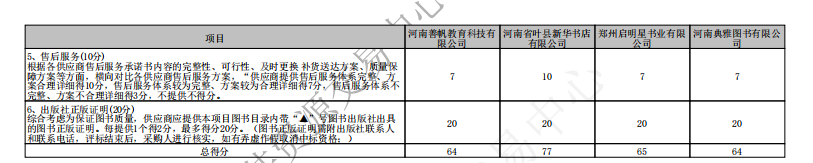 项目
河南善帆教育科技有限公司
河南省叶县新华书店有限公司
郑州启明星书业有限公司
河南典雅图书有限公司
5、售后服务(10分)
根据各供应商售后服务承诺书内容的完整性、可行性、及时更换 补货送达方案、质量保
障方案等方面，横向对比各供应商售后服务方案，“供应商提供售后服务体系完整、方
案合理详细得10分，售后服务体系较为完整、方案较为合理详细得7分，售后服务体系不
完整、方案不合理详细得3分，不提供不得分。
7
10
7
7
6、出版社正版证明(20分)
综合考虑为保证图书质量，供应商应提供本项目图书目录内带“▲”号图书出版社出具
的图书正版证明。每提供1个得2分，最多得分20分。（图书正版证明需附出版社联系人
和联系电话，评标结束后，采购人进行核实，如有弄虚作假取消中标资格；）
20
20
20
20
总得分
64
77
65
64